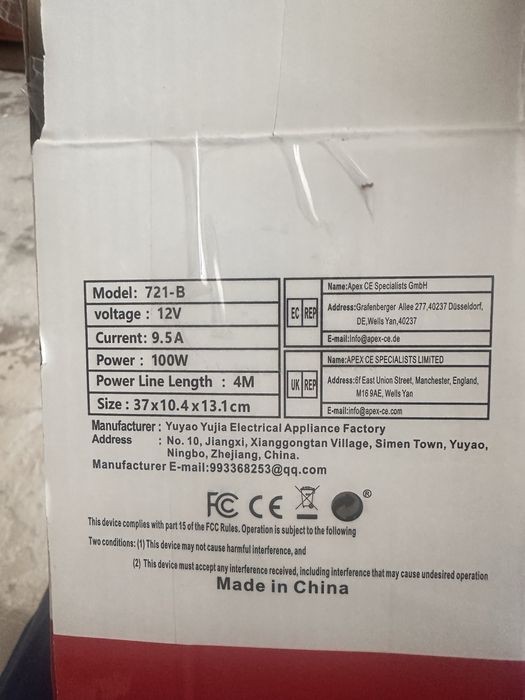 Model: 721-B
voltage : 12V
Current: 9.5A
Power : 100W
Power Line Length : 4M
Size : 37x10.4x13.1cm
EC REP
Name:Apex CE Specialists GmbH
Address:Grafenberger Allee 277,40237 Düsseldorf,
DE,Wells Yan,40237
E-mail:Info@apex-ce.de
UK REP
Name:APEX CE SPECIALISTS LIMITED
Address:6f East Union Street, Manchester, England,
M16 9AE, Wells Yan
E-mail:info@apex-ce.com
Manufacturer : Yuyao Yujia Electrical Appliance Factory
Address : No. 10, Jiangxi, Xianggongtan Village, Simen Town, Yuyao,
Ningbo, Zhejiang, China.
Manufacturer E-mail:993368253@qq.com
FC CE ®
This device complies with part 15 of the FCC Rules. Operation is subject to the following
Two conditions: (1) This device may not cause harmful interference, and
(2) This device must accept any interference received, including interference that may cause undesired operation
Made in China